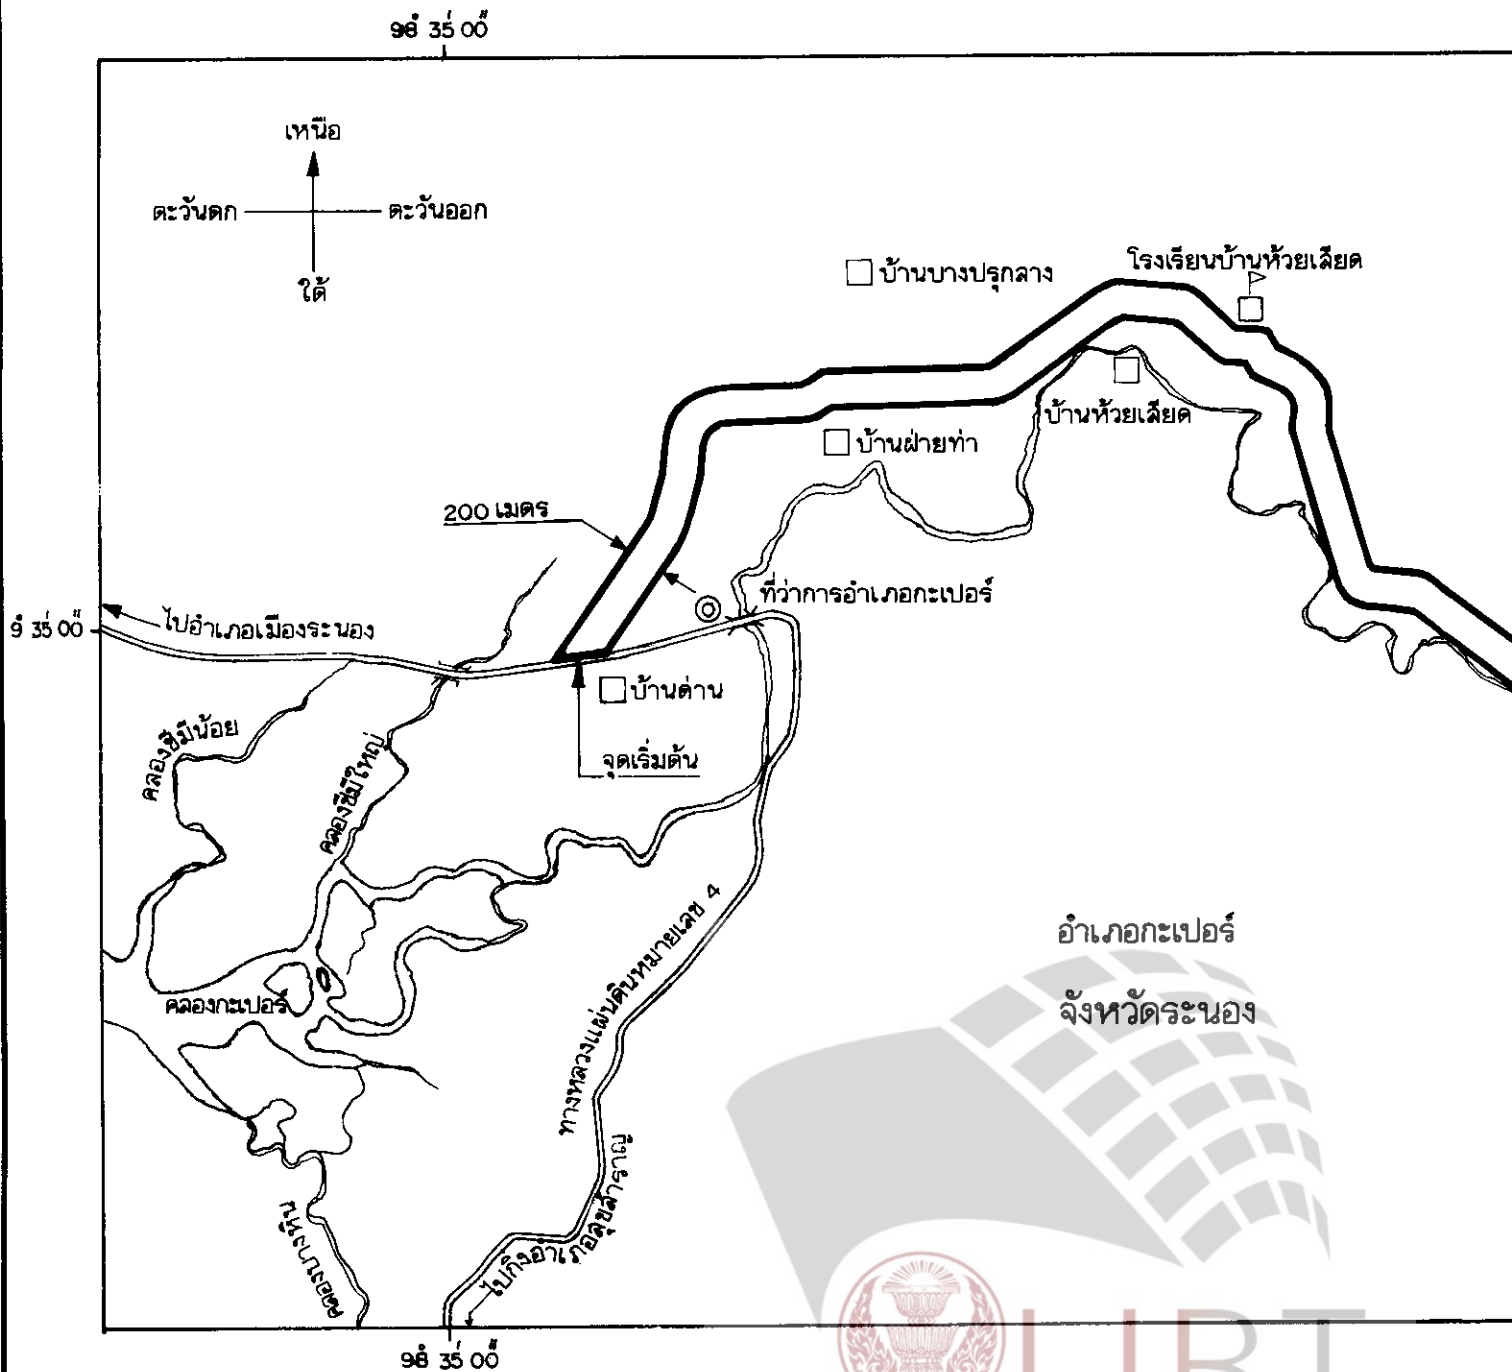 98° 35' 00"
เหนือ
ตะวันตก
ตะวันออก
ใต้
บ้านบางปรุกลาง
โรงเรียนบ้านห้วยเสียด
บ้านห้วยเสียด
บ้านฝ่ายท่า
200 เมตร
ที่ว่าการอำเภอกะเปอร์
9° 35' 00"
ไปอำเภอเมืองระนอง
บ้านด่าน
จุดเริ่มต้น
คลองชีมีน้อย
คลองชีมีใหญ่
ทางหลวงแผ่นดินหมายเลข 4
อำเภอกะเปอร์
จังหวัดระนอง
คลองกะเปอร์
คลองบางหิน
ไปกิ่งอำเภอสุขสำราญ
98° 35' 00"
LIRT